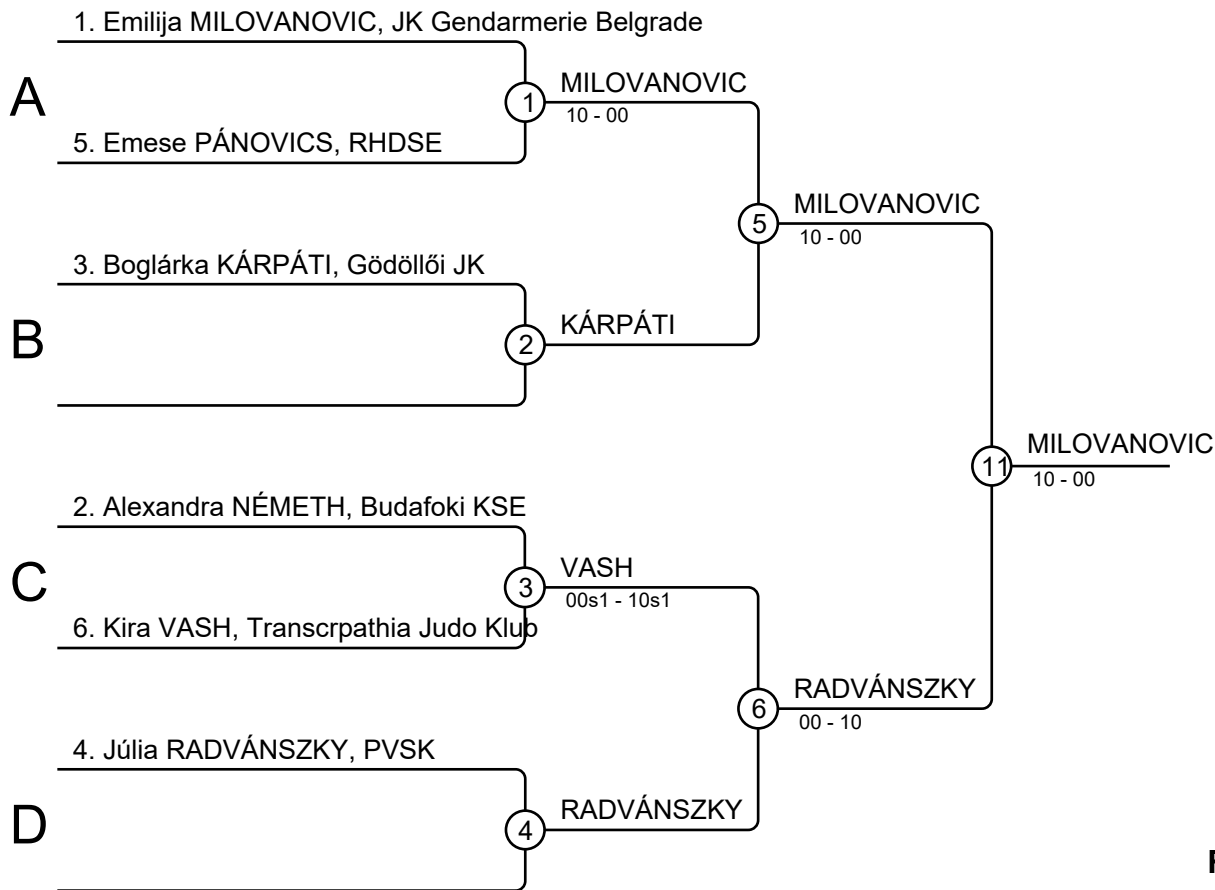 1. Emilija MILOVANOVIC, JK Gendarmerie Belgrade
A
1
MILOVANOVIC
10 - 00
5. Emese PÁNOVICS, RHDSE
5
MILOVANOVIC
10 - 00
3. Boglárka KÁRPÁTI, Gödöllői JK
B
2
KÁRPÁTI
11
MILOVANOVIC
10 - 00
2. Alexandra NÉMETH, Budafoki KSE
C
3
VASH
00s1 - 10s1
6. Kira VASH, Transcrpathia Judo Klub
6
RADVÁNSZKY
00 - 10
4. Júlia RADVÁNSZKY, PVSK
D
4
RADVÁNSZKY